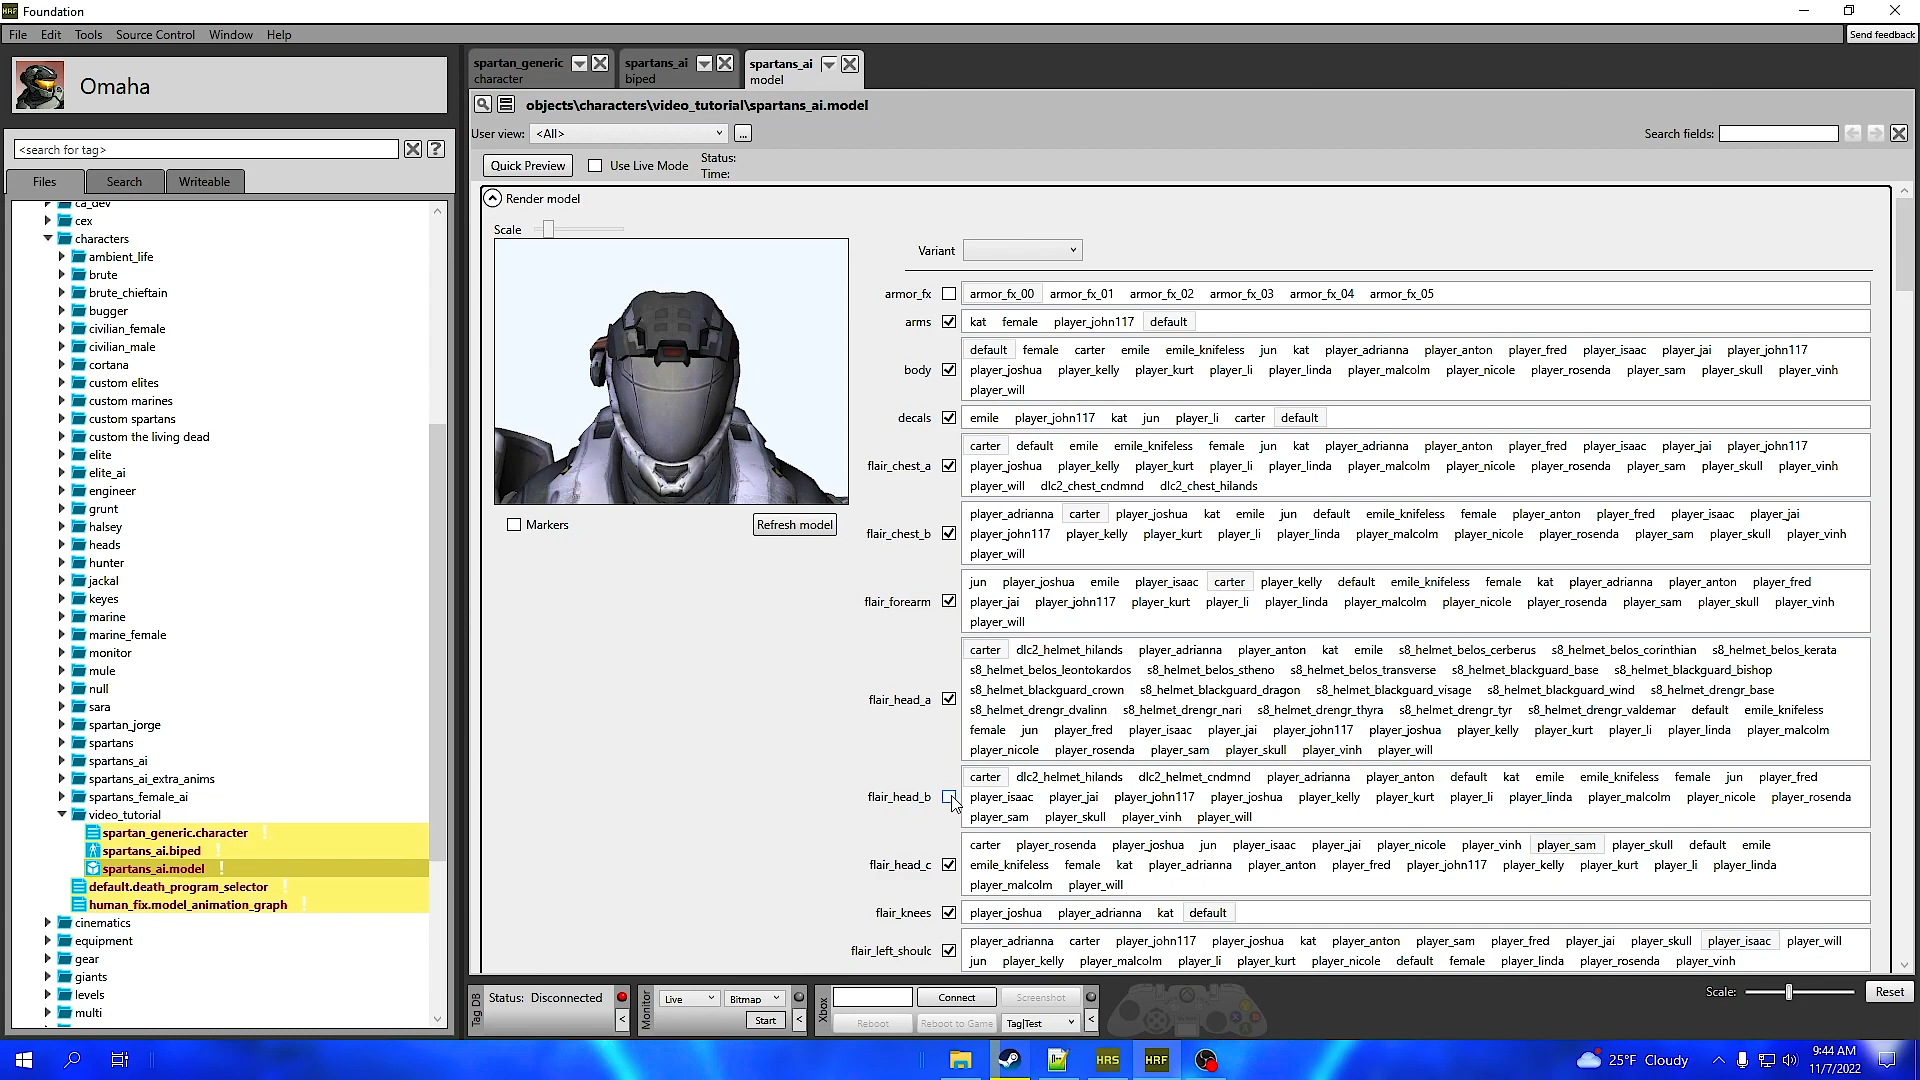 HRF Foundation
File Edit Tools Source Control Window Help
Send feedback
Omaha
<search for tag>
?
Files Search Writeable
ca_dev
cex
characters
ambient_life
brute
brute_chieftain
bugger
civilian_female
civilian_male
cortana
custom elites
custom marines
custom spartans
custom the living dead
elite
elite_ai
engineer
grunt
halsey
heads
hunter
jackal
keyes
marine
marine_female
monitor
mule
null
sara
spartan_jorge
spartans
spartans_ai
spartans_ai_extra_anims
spartans_female_ai
video_tutorial
spartan_generic.character !
spartans_ai.biped !
spartans_ai.model !
default.death_program_selector !
human_fix.model_animation_graph !
cinematics
equipment
gear
giants
levels
multi
spartan_generic
character
spartans_ai
biped
spartans_ai
model
objects\characters\video_tutorial\spartans_ai.model
User view: <All> ...
Search fields:
Quick Preview Use Live Mode Status:
Time:
Render model
Scale
Markers Refresh model
Variant
armor_fx armor_fx_00 armor_fx_01 armor_fx_02 armor_fx_03 armor_fx_04 armor_fx_05
arms kat female player_john117 default
default female carter emile emile_knifeless jun kat player_adrianna player_anton player_fred player_isaac player_jai player_john117
body player_joshua player_kelly player_kurt player_li player_linda player_malcolm player_nicole player_rosenda player_sam player_skull player_vinh
player_will
decals emile player_john117 kat jun player_li carter default
carter default emile emile_knifeless female jun kat player_adrianna player_anton player_fred player_isaac player_jai player_john117
flair_chest_a player_joshua player_kelly player_kurt player_li player_linda player_malcolm player_nicole player_rosenda player_sam player_skull player_vinh
player_will dlc2_chest_cndmnd dlc2_chest_hilands
player_adrianna carter player_joshua kat emile jun default emile_knifeless female player_anton player_fred player_isaac player_jai
flair_chest_b player_john117 player_kelly player_kurt player_li player_linda player_malcolm player_nicole player_rosenda player_sam player_skull player_vinh
player_will
jun player_joshua emile player_isaac carter player_kelly default emile_knifeless female kat player_adrianna player_anton player_fred
flair_forearm player_jai player_john117 player_kurt player_li player_linda player_malcolm player_nicole player_rosenda player_sam player_skull player_vinh
player_will
carter dlc2_helmet_hilands player_adrianna player_anton kat emile s8_helmet_belos_cerberus s8_helmet_belos_corinthian s8_helmet_belos_kerata
s8_helmet_belos_leontokardos s8_helmet_belos_stheno s8_helmet_belos_transverse s8_helmet_blackguard_base s8_helmet_blackguard_bishop
s8_helmet_blackguard_crown s8_helmet_blackguard_dragon s8_helmet_blackguard_visage s8_helmet_blackguard_wind s8_helmet_drengr_base
flair_head_a s8_helmet_drengr_dvalinn s8_helmet_drengr_nari s8_helmet_drengr_thyra s8_helmet_drengr_tyr s8_helmet_drengr_valdemar default emile_knifeless
female jun player_fred player_isaac player_jai player_john117 player_joshua player_kelly player_kurt player_li player_linda player_malcolm
player_nicole player_rosenda player_sam player_skull player_vinh player_will
carter dlc2_helmet_hilands dlc2_helmet_cndmnd player_adrianna player_anton default kat emile emile_knifeless female jun player_fred
flair_head_b player_isaac player_jai player_john117 player_joshua player_kelly player_kurt player_li player_linda player_malcolm player_nicole player_rosenda
player_sam player_skull player_vinh player_will
carter player_rosenda player_joshua jun player_isaac player_jai player_nicole player_vinh player_sam player_skull default emile
flair_head_c emile_knifeless female kat player_adrianna player_anton player_fred player_john117 player_kelly player_kurt player_li player_linda
player_malcolm player_will
flair_knees player_joshua player_adrianna kat default
flair_left_shoulc player_adrianna carter player_john117 player_joshua kat player_anton player_sam player_fred player_jai player_skull player_isaac player_will
jun player_kelly player_malcolm player_li player_kurt player_nicole default female player_linda player_rosenda player_vinh
Tag DB Status: Disconnected <
Monitor Live Bitmap Start <
Xbox Connect Screenshot
Reboot Reboot to Game Tag|Test <
Scale: Reset
HRS HRF
25°F Cloudy
9:44 AM
11/7/2022